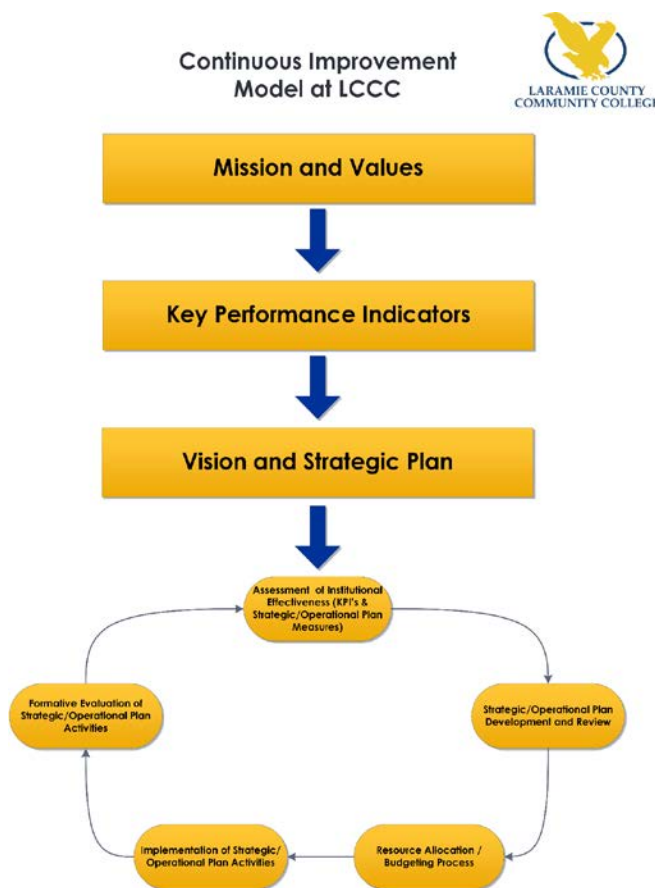 Continuous Improvement
Model at LCCC
LARAMIE COUNTY
COMMUNITY COLLEGE
Mission and Values
Key Performance Indicators
Vision and Strategic Plan
Assessment of Institutional
Effectiveness (KPI's &
Strategic/Operational Plan
Measures)
Strategic/Operational Plan
Development and Review
Resource Allocation /
Budgeting Process
Implementation of Strategic/
Operational Plan Activities
Formative Evaluation of
Strategic/Operational Plan
Activities